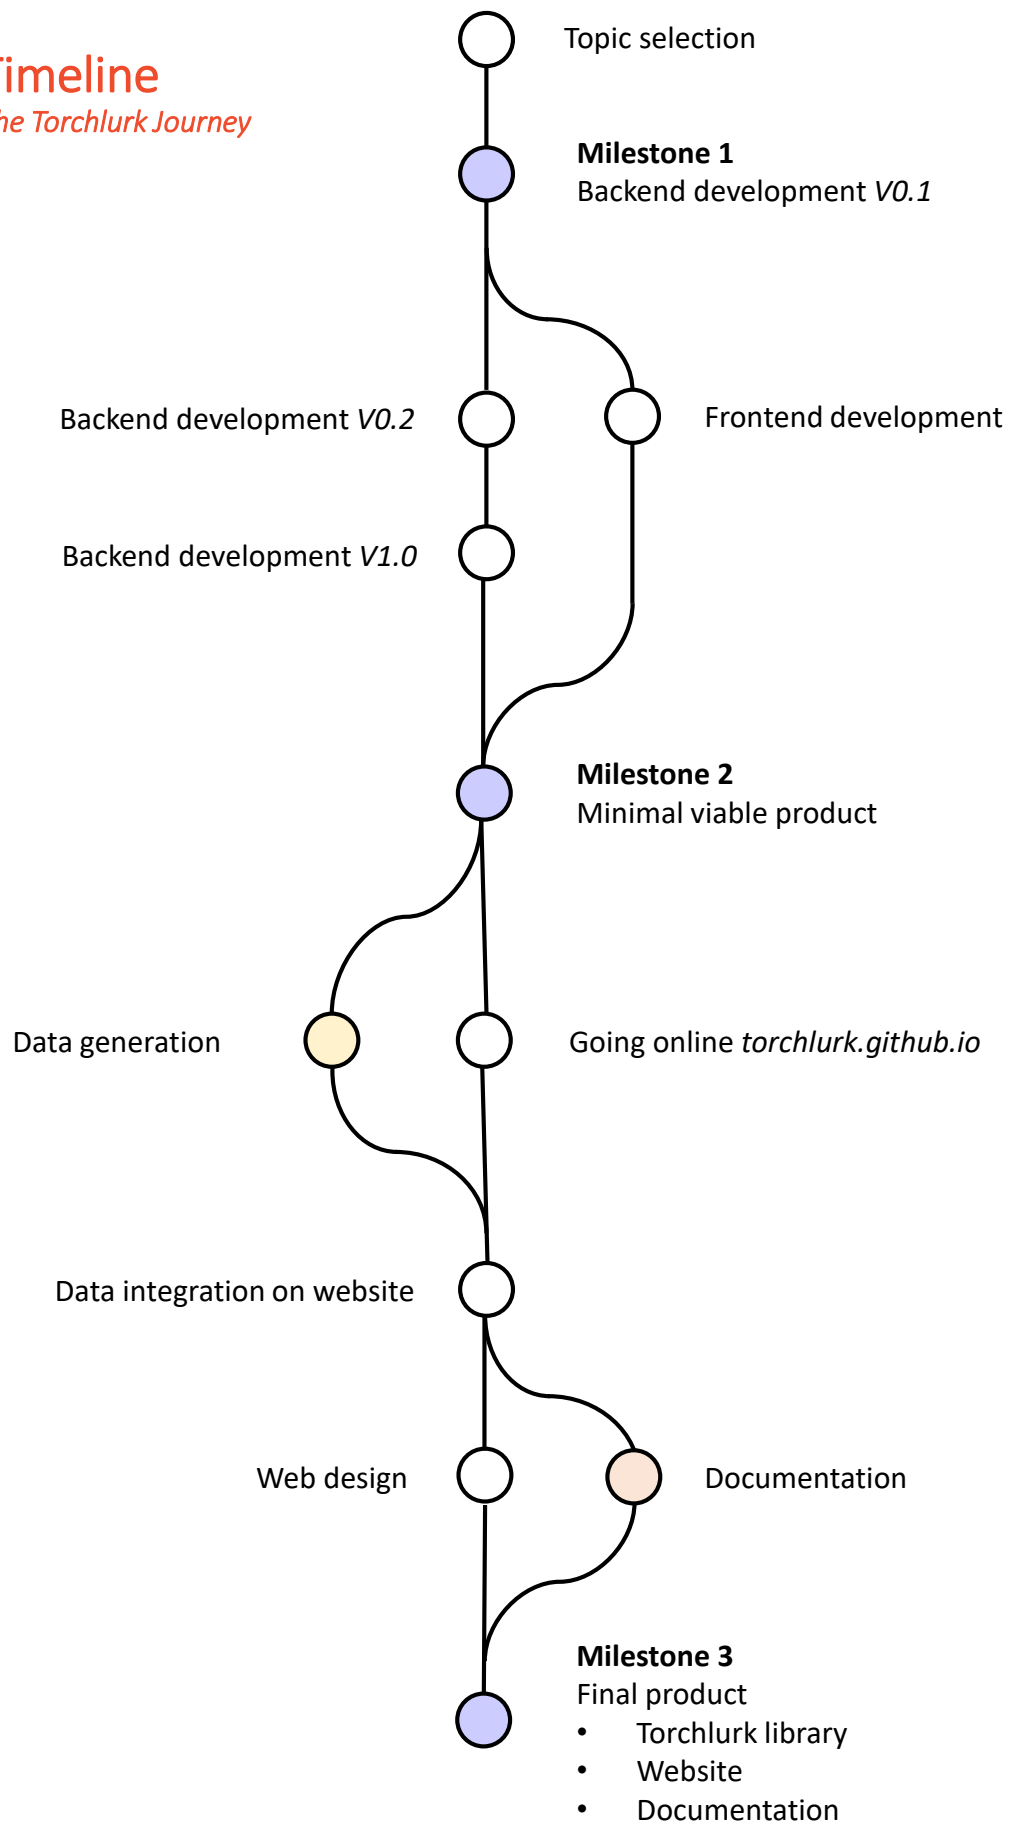 Timeline
he Torchlurk Journey
Topic selection
Milestone 1
Backend development V0.1
Backend development V0.2
Frontend development
Backend development V1.0
Milestone 2
Minimal viable product
Data generation
Going online torchlurk.github.io
Data integration on website
Web design
Documentation
Milestone 3
Final product
• Torchlurk library
• Website
• Documentation